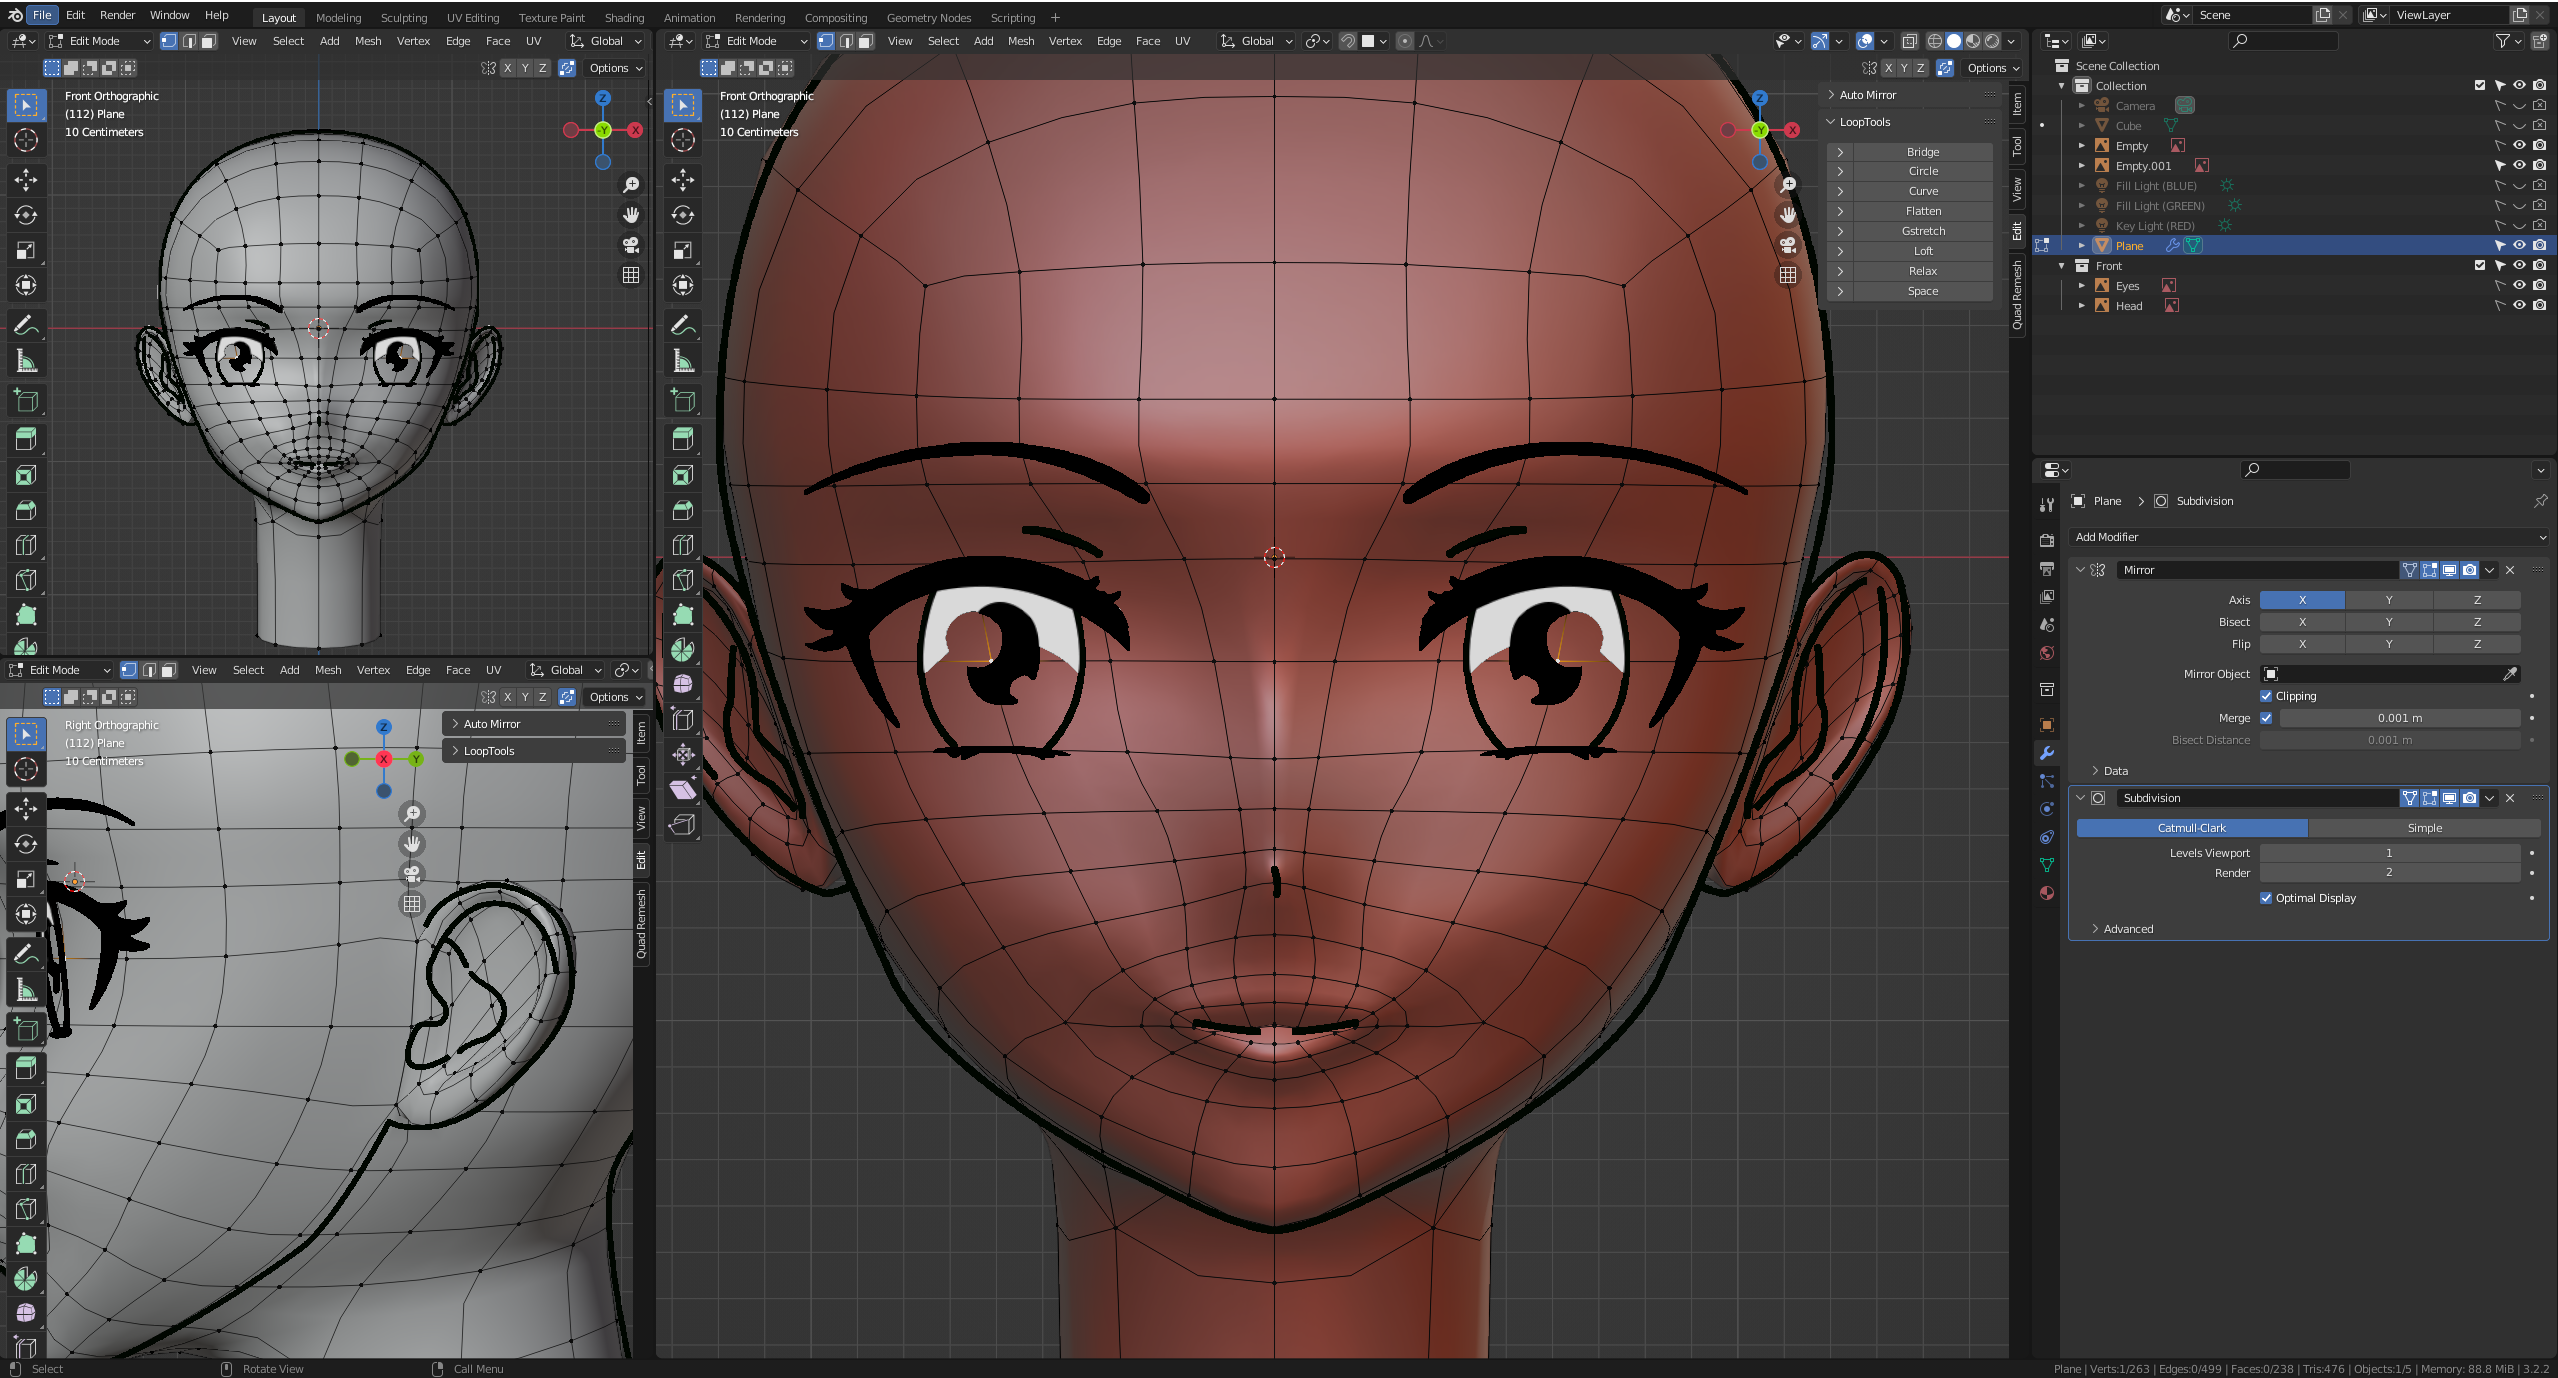 File Edit Render Window Help Layout Modeling Sculpting UV Editing Texture Paint Shading Animation Rendering Compositing Geometry Nodes Scripting + Scene ViewLayer
Edit Mode View Select Add Mesh Vertex Edge Face UV Global
X Y Z Options
Front Orthographic
(112) Plane
10 Centimeters
Z
-Y
X
Edit Mode View Select Add Mesh Vertex Edge Face UV Global
X Y Z Options
Front Orthographic
(112) Plane
10 Centimeters
Z
-Y
X
Auto Mirror
LoopTools
Bridge
Circle
Curve
Flatten
Gstretch
Loft
Relax
Space
Item
Tool
View
Edit
Quad Remesh
Edit Mode View Select Add Mesh Vertex Edge Face UV Global
X Y Z Options
Right Orthographic
(112) Plane
10 Centimeters
Z
X
Y
Auto Mirror
LoopTools
Item
Tool
View
Edit
Quad Remesh
Scene Collection
Collection
Camera
Cube
Empty
Empty.001
Fill Light (BLUE)
Fill Light (GREEN)
Key Light (RED)
Plane
Front
Eyes
Head
Plane > Subdivision
Add Modifier
Mirror
Axis X Y Z
Bisect X Y Z
Flip X Y Z
Mirror Object
Clipping
Merge 0.001 m
Bisect Distance 0.001 m
Data
Subdivision
Catmull-Clark Simple
Levels Viewport 1
Render 2
Optimal Display
Advanced
Select Rotate View Call Menu
Plane | Verts:1/263 | Edges:0/499 | Faces:0/238 | Tris:476 | Objects:1/5 | Memory: 88.8 MiB | 3.2.2